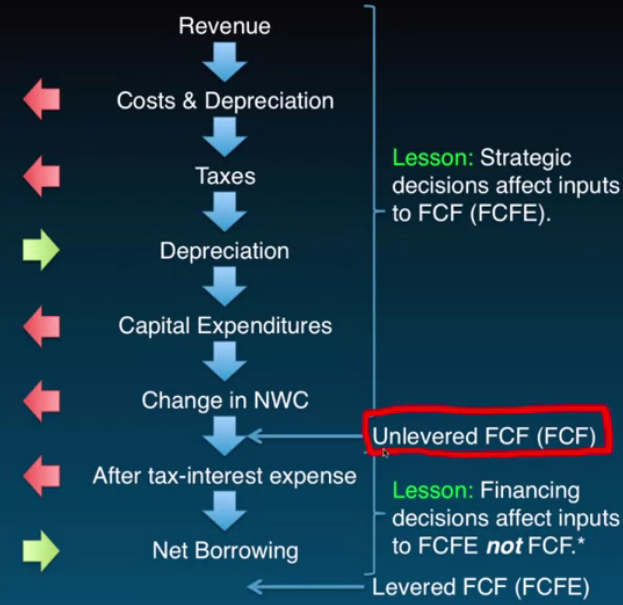 Revenue
Costs & Depreciation
Taxes
Depreciation
Capital Expenditures
Change in NWC
After tax-interest expense
Net Borrowing
Lesson: Strategic
decisions affect inputs
to FCF (FCFE).
Unlevered FCF (FCF)
Lesson: Financing
decisions affect inputs
to FCFE not FCF.*
Levered FCF (FCFE)